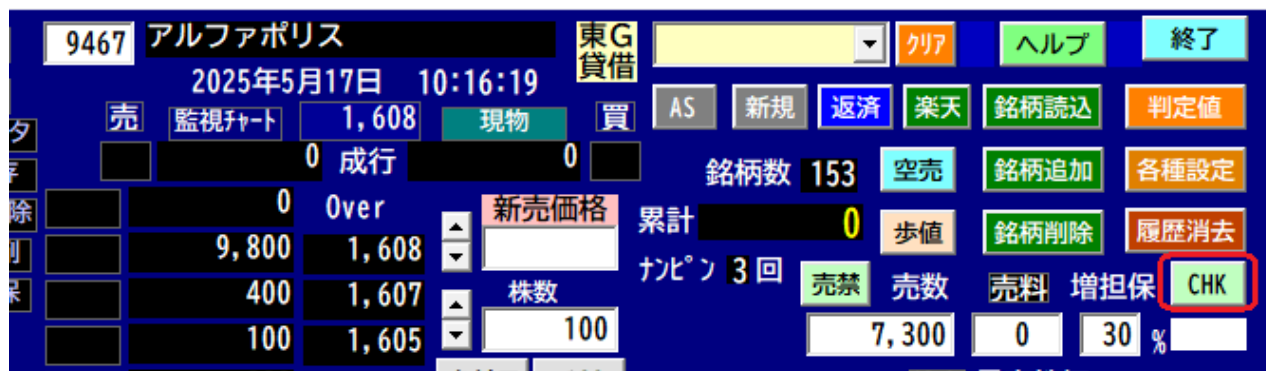 9467 アルファポリス 東G クリア ヘルプ 終了
2025年5月17日 10:16:19 貸借
売 監視ﾁｬｰﾄ 1,608 現物 買 AS 新規 返済 楽天 銘柄読込 判定値
0 成行 0 銘柄数 153 空売 銘柄追加 各種設定
除 0 Over 新売価格 累計 0 歩値 銘柄削除 履歴消去
9,800 1,608 ﾅﾝﾋﾟﾝ 3 回 売禁 売数 売料 増担保 CHK
400 1,607 株数
100 1,605 100 7,300 0 30 %